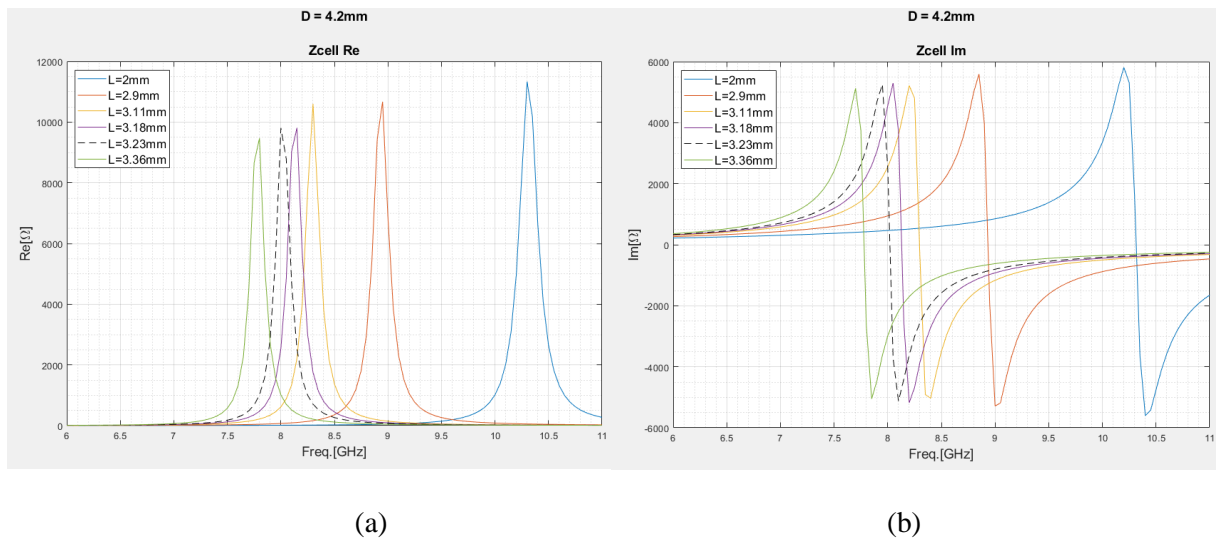 D = 4.2mm
Zcell Re
L=2mm
L=2.9mm
L=3.11mm
L=3.18mm
L=3.23mm
L=3.36mm
12000
10000
8000
6000
4000
2000
0
Re[Ω]
6
6.5
7
7.5
8
8.5
9
9.5
10
10.5
11
Freq.[GHz]
D = 4.2mm
Zcell Im
L=2mm
L=2.9mm
L=3.11mm
L=3.18mm
L=3.23mm
L=3.36mm
6000
4000
2000
0
-2000
-4000
-6000
Im[Ω]
6
6.5
7
7.5
8
8.5
9
9.5
10
10.5
11
Freq.[GHz]
(a)
(b)